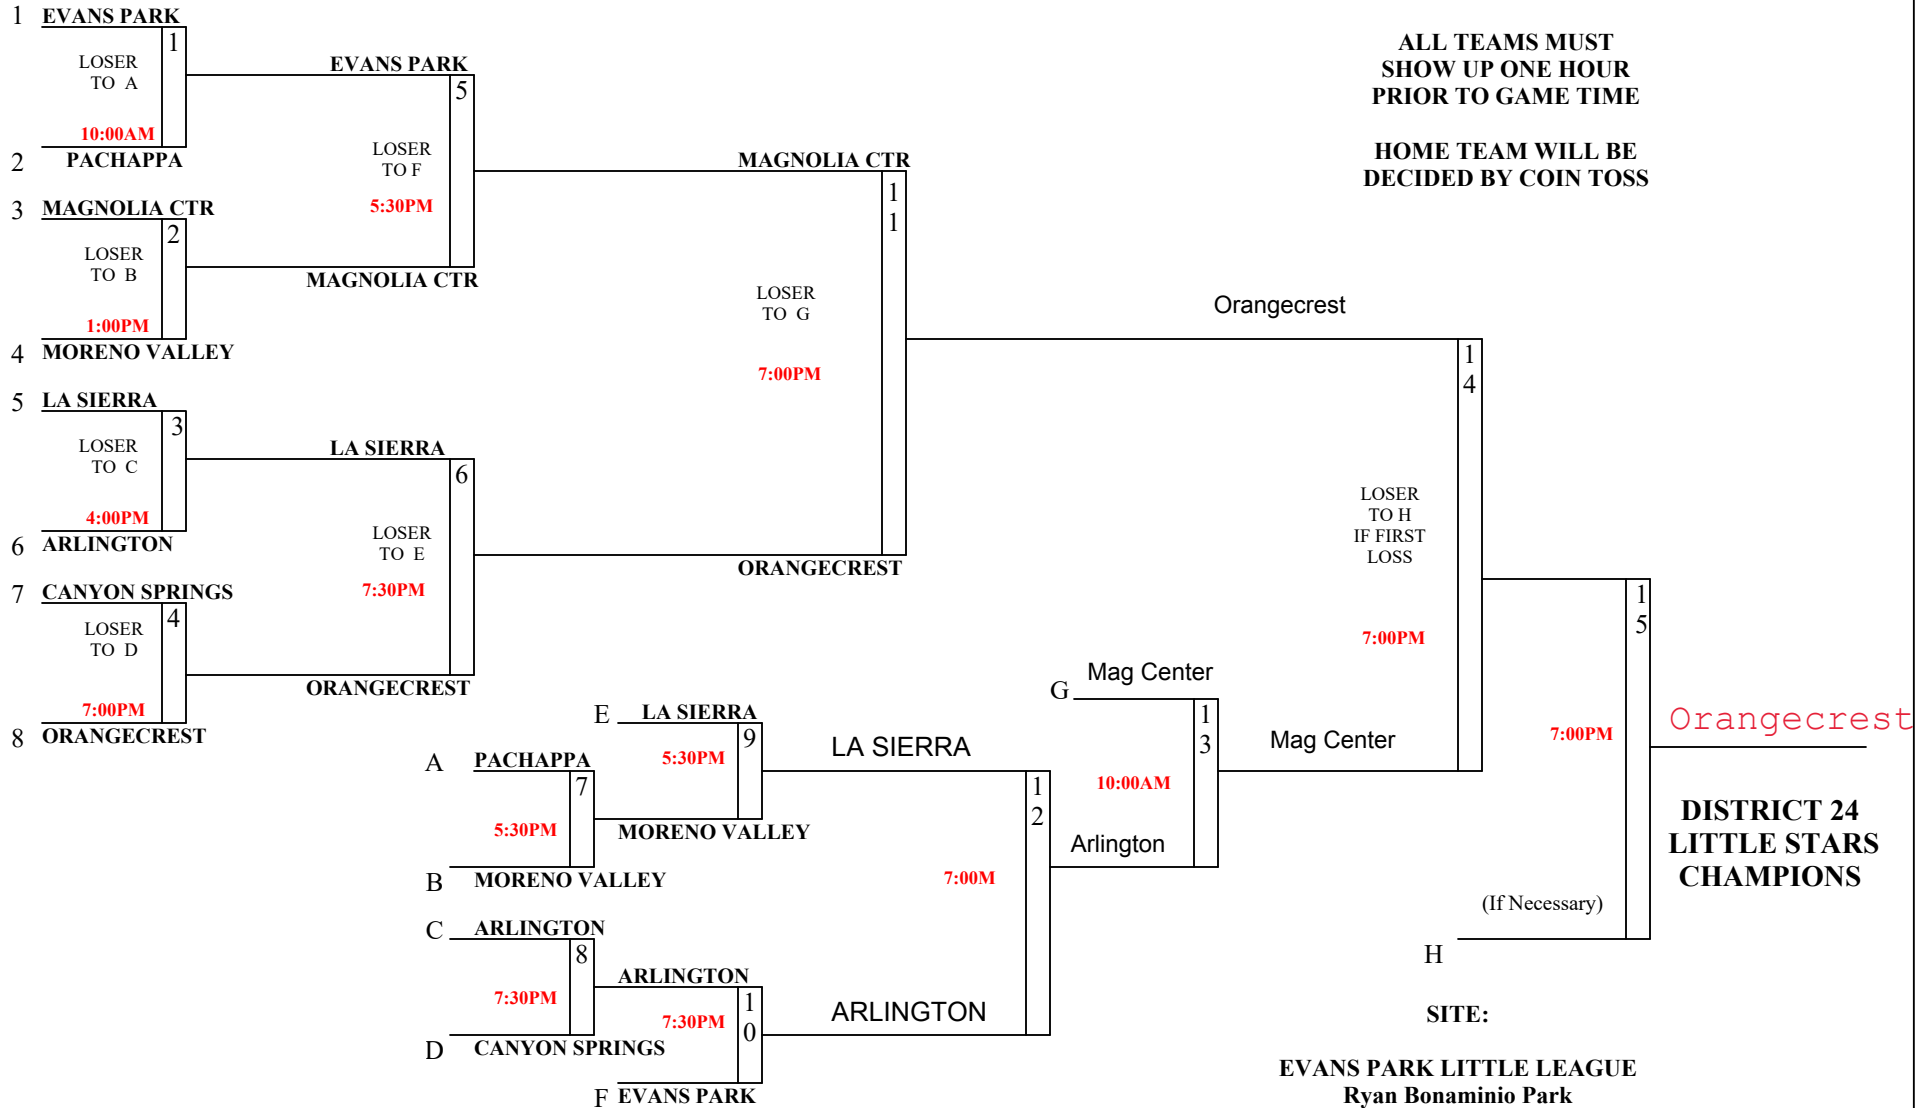 1 EVANS PARK
1
LOSER
TO A
10:00AM
2 PACHAPPA
EVANS PARK
5
LOSER
TO F
5:30PM
3 MAGNOLIA CTR
2
LOSER
TO B
1:00PM
4 MORENO VALLEY
MAGNOLIA CTR
5 LA SIERRA
3
LOSER
TO C
4:00PM
6 ARLINGTON
LA SIERRA
6
LOSER
TO E
7:30PM
7 CANYON SPRINGS
4
LOSER
TO D
7:00PM
8 ORANGECREST
ORANGECREST
MAGNOLIA CTR
1
1
LOSER
TO G
7:00PM
ORANGECREST
ALL TEAMS MUST
SHOW UP ONE HOUR
PRIOR TO GAME TIME
HOME TEAM WILL BE
DECIDED BY COIN TOSS
Orangecrest
1
4
LOSER
TO H
IF FIRST
LOSS
7:00PM
E LA SIERRA
9
5:30PM
MORENO VALLEY
A PACHAPPA
7
5:30PM
B MORENO VALLEY
C ARLINGTON
8
7:30PM
D CANYON SPRINGS
ARLINGTON
1
0
7:30PM
F EVANS PARK
LA SIERRA
1
2
7:00M
ARLINGTON
G Mag Center
1
3
10:00AM
Arlington
Mag Center
1
5
7:00PM
(If Necessary)
H
Orangecrest
DISTRICT 24
LITTLE STARS
CHAMPIONS
SITE:
EVANS PARK LITTLE LEAGUE
Ryan Bonaminio Park